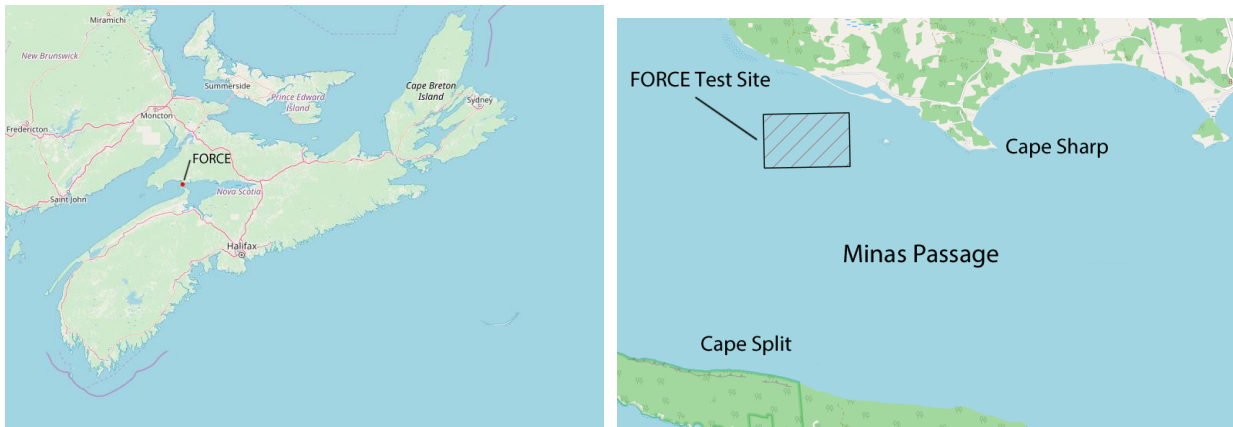 Miramichi
New Brunswick
Summerside
Prince Edward
Island
Cape Breton
Island
Sydney
Moncton
Fredericton
FORCE
Saint John
Nova Scotia
Halifax
FORCE Test Site
Cape Sharp
Minas Passage
Cape Split